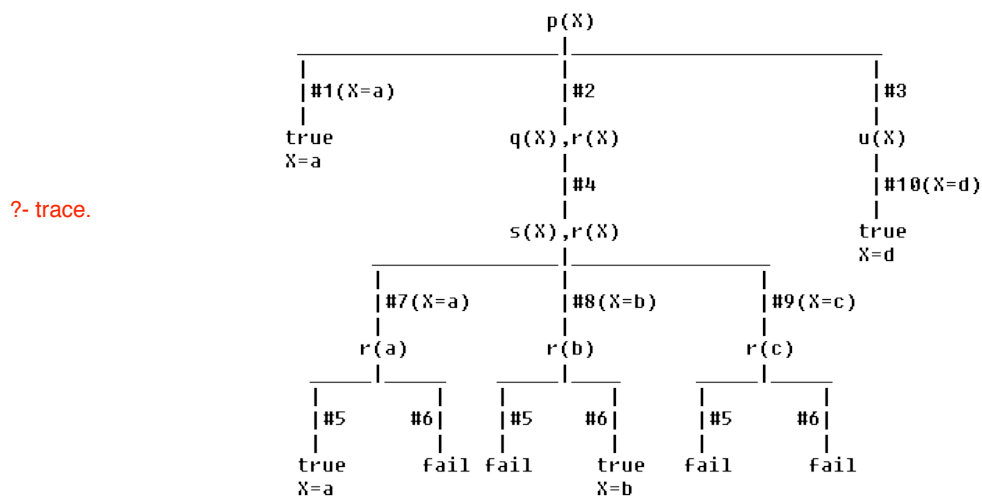 p(X)
#1(X=a) #2 #3
true q(X),r(X) u(X)
X=a
#4 #10(X=d)
?- trace.
s(X),r(X) true
X=d
#7(X=a) #8(X=b) #9(X=c)
r(a) r(b) r(c)
#5 #6 #5 #6 #5 #6
true fail fail true fail fail
X=a X=b